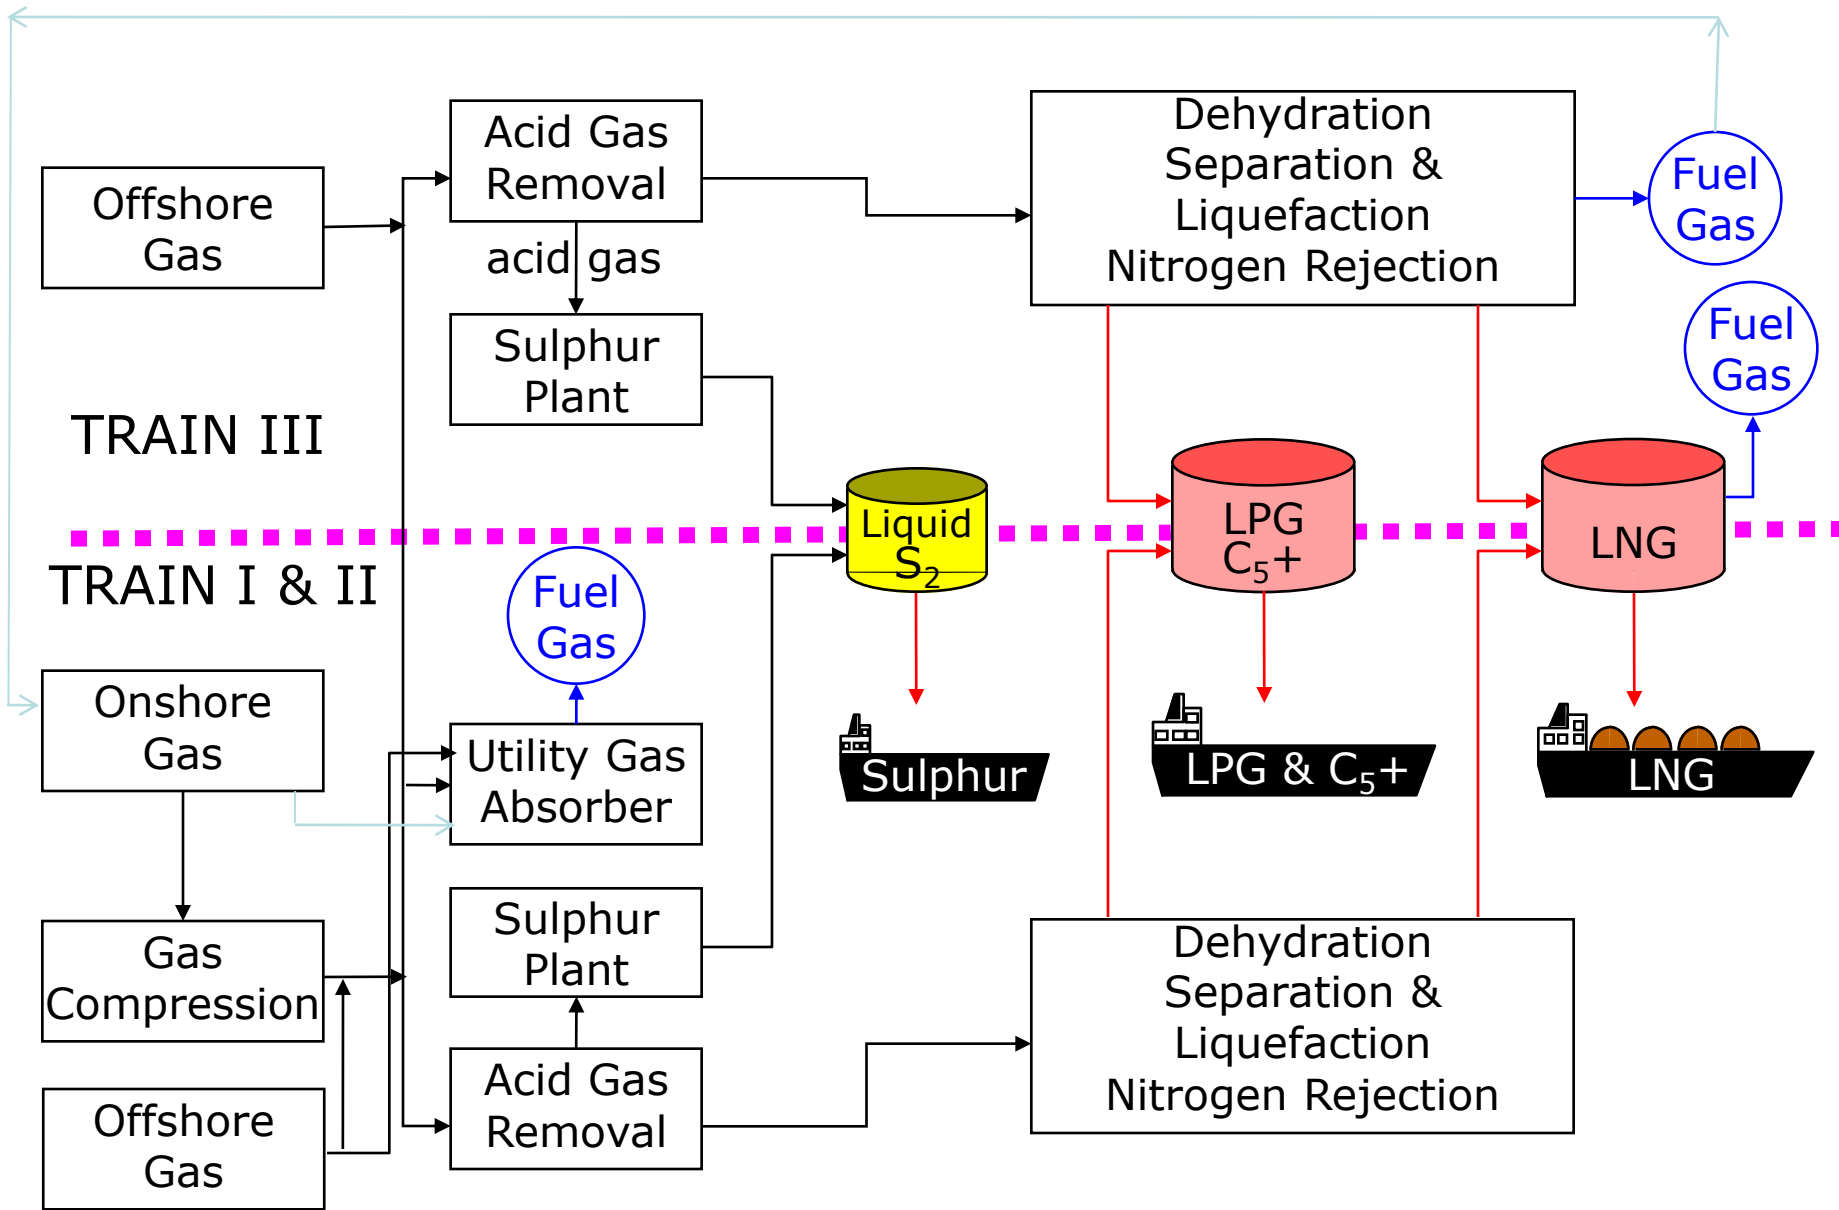 Acid Gas
Removal
Dehydration
Separation &
Liquefaction
Nitrogen Rejection
Fuel
Gas
Offshore
Gas
acid gas
Sulphur
Plant
Fuel
Gas
TRAIN III
Liquid
S2
LPG
C5+
LNG
TRAIN I & II
Fuel
Gas
Onshore
Gas
Utility Gas
Absorber
Sulphur
LPG & C5+
LNG
Sulphur
Plant
Gas
Compression
Dehydration
Separation &
Liquefaction
Nitrogen Rejection
Acid Gas
Removal
Offshore
Gas